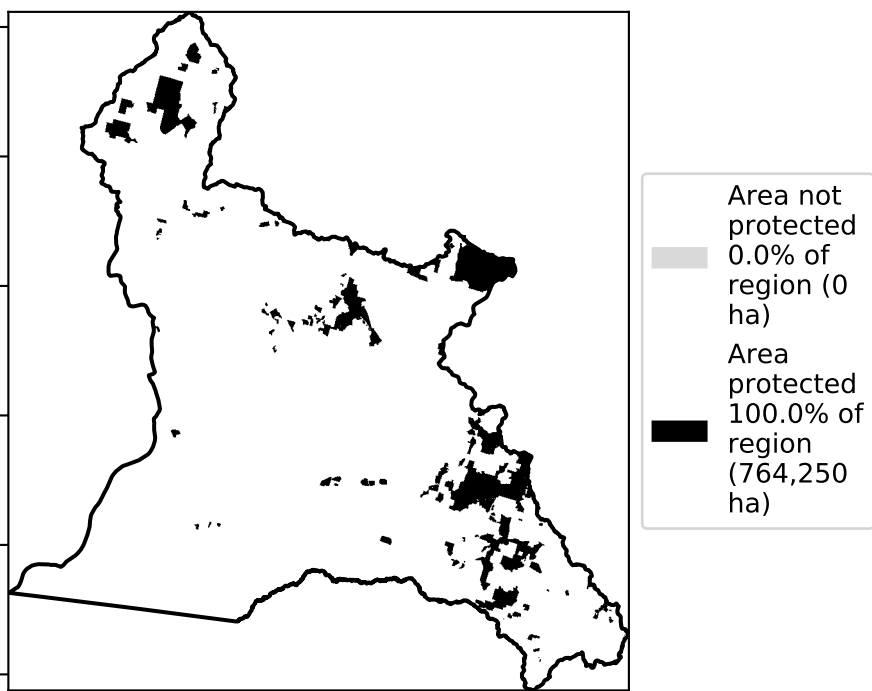 Area not
protected
0.0% of
region (0
ha)
Area
protected
100.0% of
region
(764,250
ha)